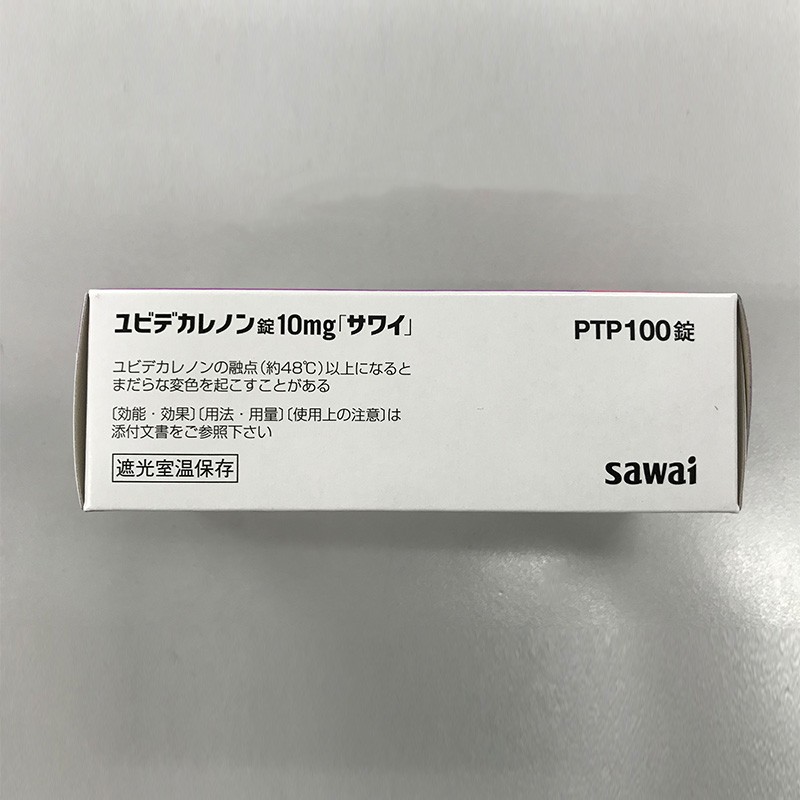 ユビデカレノン錠10mg「サワイ」
PTP100錠
ユビデカレノンの融点(約48℃)以上になると
まだらな変色を起こすことがある
〔効能・効果〕〔用法・用量〕〔使用上の注意〕は
添付文書をご参照下さい
遮光室温保存
sawai